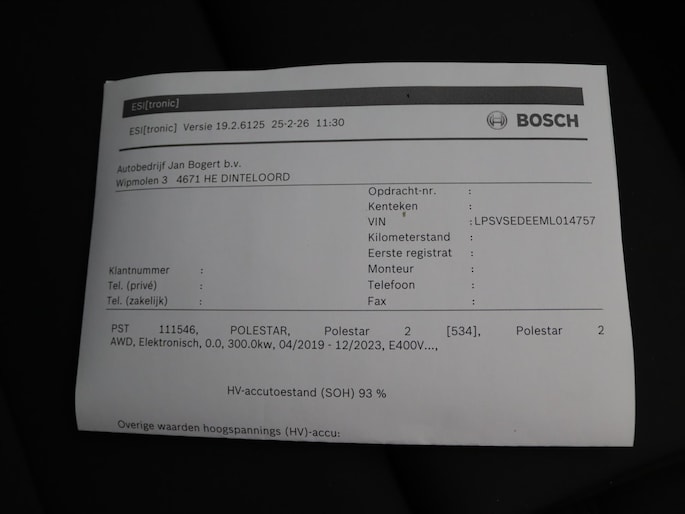 ESI[tronic]
ESI[tronic] Versie 19.2.6125 25-2-26 11:30
BOSCH
Autobedrijf Jan Bogert b.v.
Wipmolen 3 4671 HE DINTELOORD
Opdracht-nr. :
Kenteken :
VIN :LPSVSEDEEML014757
Kilometerstand :
Eerste registrat :
Klantnummer : Monteur :
Tel. (privé) : Telefoon :
Tel. (zakelijk) : Fax :
PST 111546, POLESTAR, Polestar 2 [534], Polestar 2
AWD, Elektronisch, 0.0, 300.0kw, 04/2019 - 12/2023, E400V...,
HV-accutoestand (SOH) 93 %
Overige waarden hoogspannings (HV)-accu: